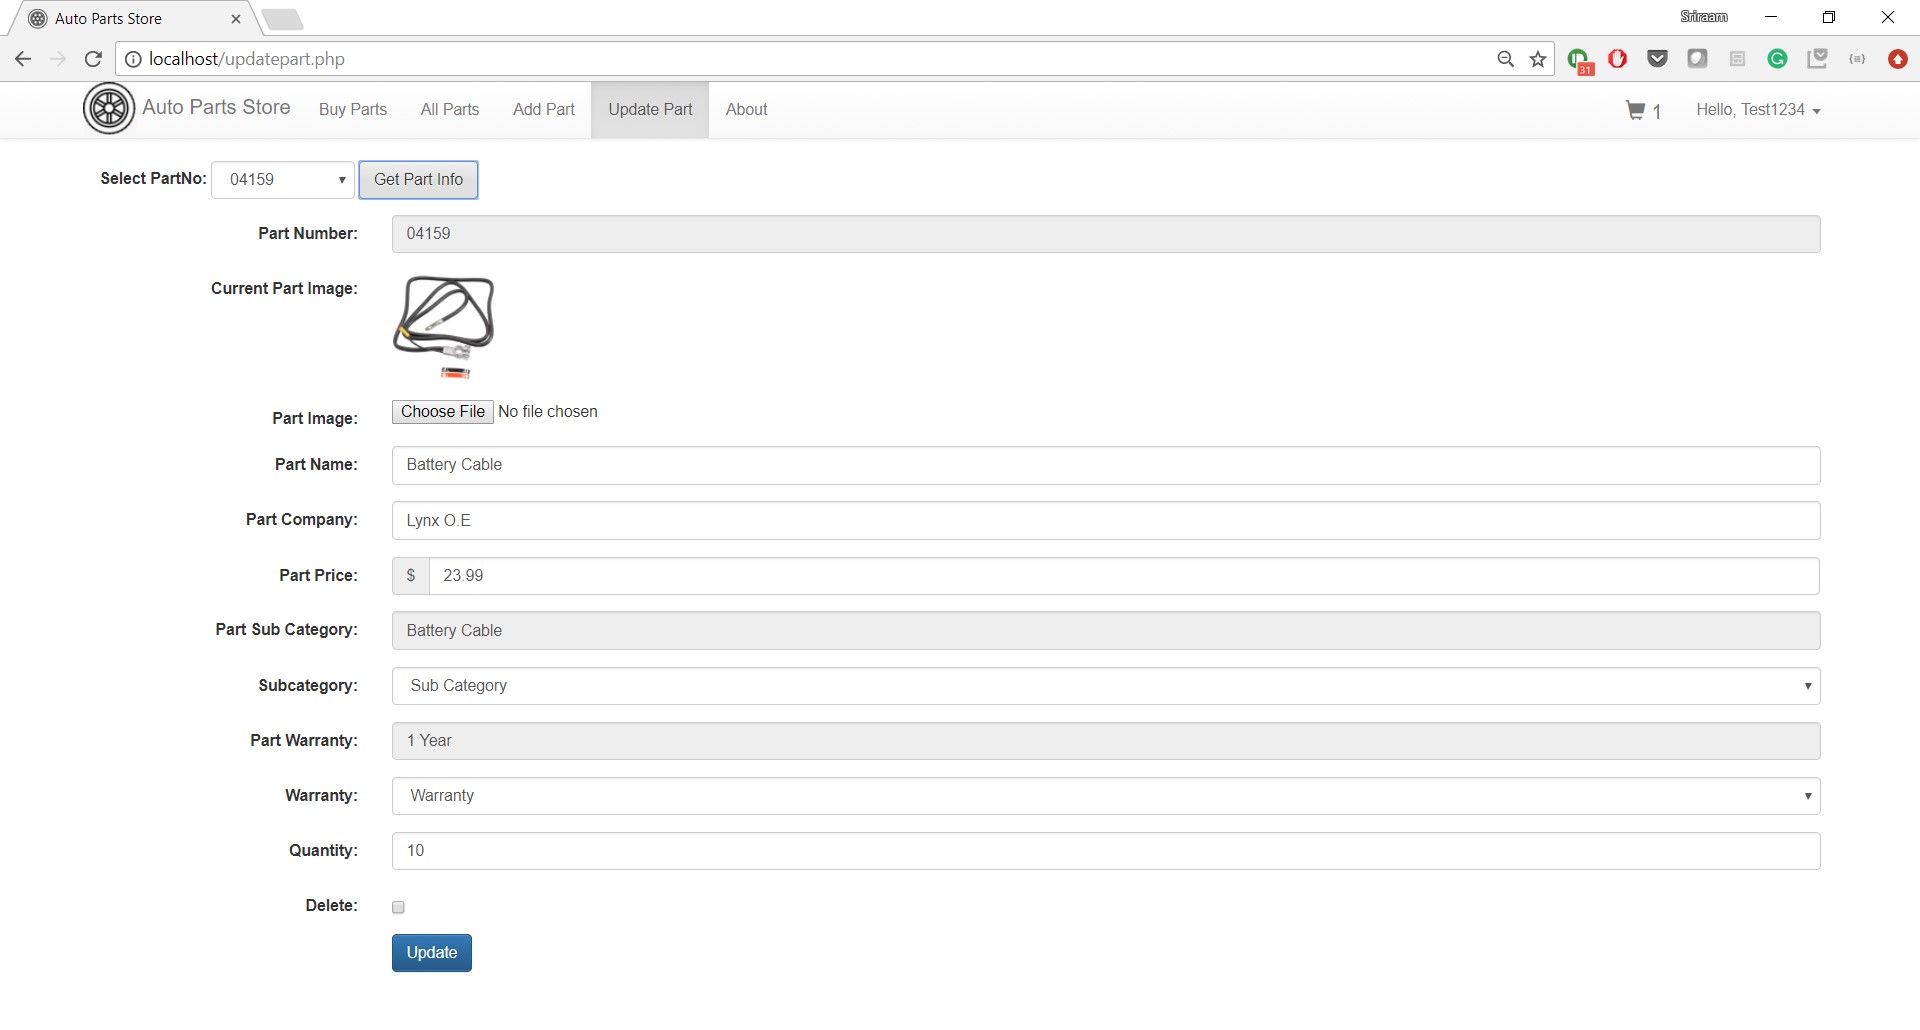 Auto Parts Store
Sriraam
localhost/updatepart.php
31
Auto Parts Store Buy Parts All Parts Add Part Update Part About 1 Hello, Test1234
Select PartNo: 04159 Get Part Info
Part Number: 04159
Current Part Image:
Part Image: Choose File No file chosen
Part Name: Battery Cable
Part Company: Lynx O.E
Part Price: $ 23.99
Part Sub Category: Battery Cable
Subcategory: Sub Category
Part Warranty: 1 Year
Warranty: Warranty
Quantity: 10
Delete:
Update